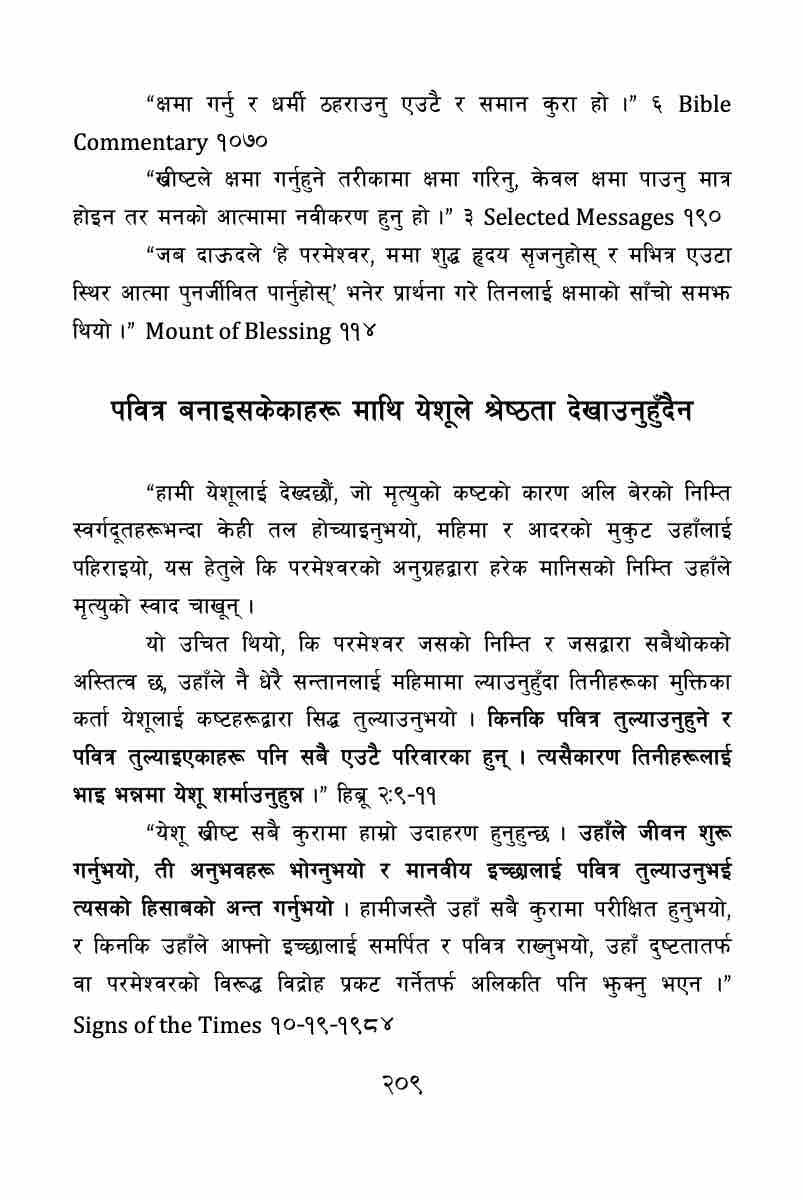 “क्षमा गर्नु र धर्मी ठहराउनु एउटै र समान कुरा हो ।” ६ Bible
Commentary १०७०
“ख्रीष्टले क्षमा गर्नुहुने तरीकामा क्षमा गरिनु, केवल क्षमा पाउनु मात्र
होइन तर मनको आत्मामा नवीकरण हुनु हो ।” ३ Selected Messages १९०
“जब दाऊदले ‘हे परमेश्वर, ममा शुद्ध हृदय सृजनुहोस् र मभित्र एउटा
स्थिर आत्मा पुनर्जीवित पार्नुहोस्’ भनेर प्रार्थना गरे तिनलाई क्षमाको साँचो समझ
थियो ।” Mount of Blessing ११४
पवित्र बनाइसकेकाहरू माथि येशूले श्रेष्ठता देखाउनुहुँदैन
“हामी येशूलाई देख्दछौं, जो मृत्युको कष्टको कारण अलि बेरको निम्ति
स्वर्गदूतहरूभन्दा केही तल होच्याइनुभयो, महिमा र आदरको मुकुट उहाँलाई
पहिराइयो, यस हेतुले कि परमेश्वरको अनुग्रहद्वारा हरेक मानिसको निम्ति उहाँले
मृत्युको स्वाद चाखून् ।
यो उचित थियो, कि परमेश्वर जसको निम्ति र जसद्वारा सबैथोकको
अस्तित्व छ, उहाँले नै धेरै सन्तानलाई महिमामा ल्याउनुहुँदा तिनीहरूका मुक्तिका
कर्ता येशूलाई कष्टहरूद्वारा सिद्ध तुल्याउनुभयो । किनकि पवित्र तुल्याउनुहुने र
पवित्र तुल्याइएकाहरू पनि सबै एउटै परिवारका हुन् । त्यसैकारण तिनीहरूलाई
भाइ भन्नमा येशू शर्माउनुहुन्न ।” हिब्रू २:९-११
“येशू ख्रीष्ट सबै कुरामा हाम्रो उदाहरण हुनुहुन्छ । उहाँले जीवन शुरू
गर्नुभयो, ती अनुभवहरू भोग्नुभयो र मानवीय इच्छालाई पवित्र तुल्याउनुभई
त्यसको हिसाबको अन्त गर्नुभयो । हामीजस्तै उहाँ सबै कुरामा परीक्षित हुनुभयो,
र किनकि उहाँले आफ्नो इच्छालाई समर्पित र पवित्र राख्नुभयो, उहाँ दुष्टतातर्फ
वा परमेश्वरको विरूद्ध विद्रोह प्रकट गर्नेतर्फ अलिकति पनि झुक्नु भएन ।”
Signs of the Times १०-१९-१९८४
२०९